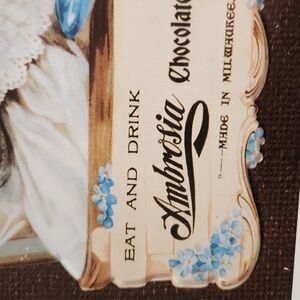 EAT AND DRINK
Ambrosia
Chocolate
MADE IN MILWAUKEE.